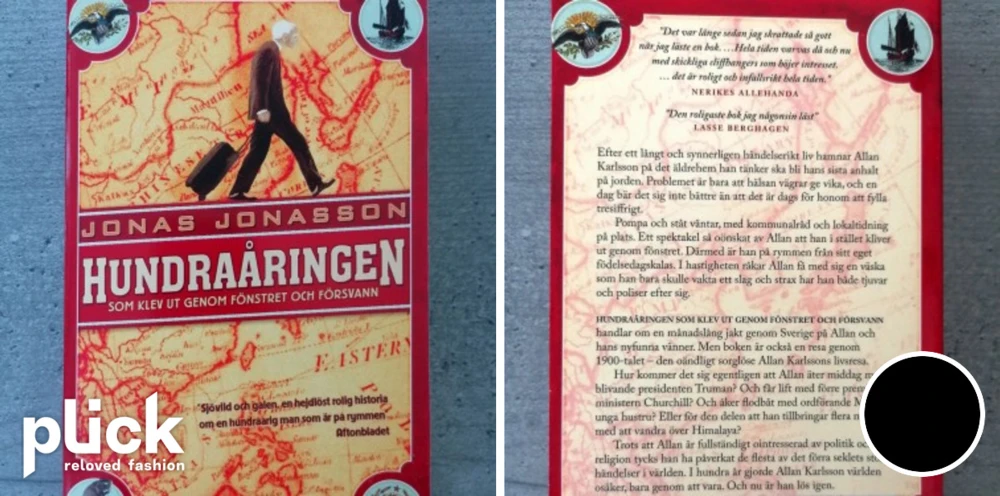 JONAS JONASSON
HUNDRAÅRINGEN
SOM KLEV UT GENOM FÖNSTRET OCH FÖRSVANN
EASTERN
"Sjövild och galen, en hejdlöst rolig historia
om en hundraårig man som är på rymmen"
Aftonbladet
plick
reloved fashion
"Det var länge sedan jag skrattade så gott
när jag läste en bok. ... Hela tiden varvas då och nu
med skickliga cliffhangers som höjer intresset.
... det är roligt och infallsrikt hela tiden."
NERIKES ALLEHANDA
"Den roligaste bok jag någonsin läst"
LASSE BERGHAGEN
Efter ett långt och synnerligen händelserikt liv hamnar Allan
Karlsson på det äldrehem han tänker ska bli hans sista anhalt
på jorden. Problemet är bara att hälsan vägrar ge vika, och en
dag bär det sig inte bättre än att det är dags för honom att fylla
tresiffrigt.
Pompa och ståt väntar, med kommunalråd och lokaltidning
på plats. Ett spektakel så oönskat av Allan att han i stället kliver
ut genom fönstret. Därmed är han på rymmen från sitt eget
födelsedagskalas. I hastigheten råkar Allan få med sig en väska
som han bara skulle vakta ett slag och strax har han både tjuvar
och poliser efter sig.
HUNDRAÅRINGEN SOM KLEV UT GENOM FÖNSTRET OCH FÖRSVANN
handlar om en månadslång jakt genom Sverige på Allan och
hans nyfunna vänner. Men boken är också en resa genom
1900-talet – den oändligt sorglöse Allan Karlssons livsresa.
Hur kommer det sig egentligen att Allan äter middag
blivande presidenten Truman? Och får lift med förre
ministern Churchill? Och åker flodbåt med ordförande
unga hustru? Eller för den delen att han tillbringar flera
med att vandra över Himalaya?
Trots att Allan är fullständigt ointresserad av politik
religion tycks han ha påverkat de flesta av det förra seklets
händelser i världen. I hundra år gjorde Allan Karlsson världen
osäker, bara genom att vara. Och nu är han lös igen.